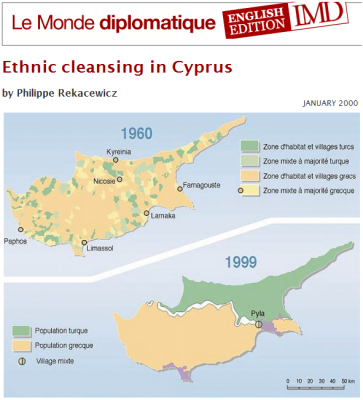 Le Monde diplomatique ENGLISH EDITION LMD
Ethnic cleansing in Cyprus
by Philippe Rekacewicz
JANUARY 2000
1960
Kyreinia
Nicosie
Famagouste
Larnaka
Paphos
Limassol
Zone d'habitat et villages turcs
Zone mixte à majorité turque
Zone d'habitat et villages grecs
Zone mixte à majorité grecque
1999
Pyla
Population turque
Population grecque
Village mixte
0 10 20 30 40 50 km